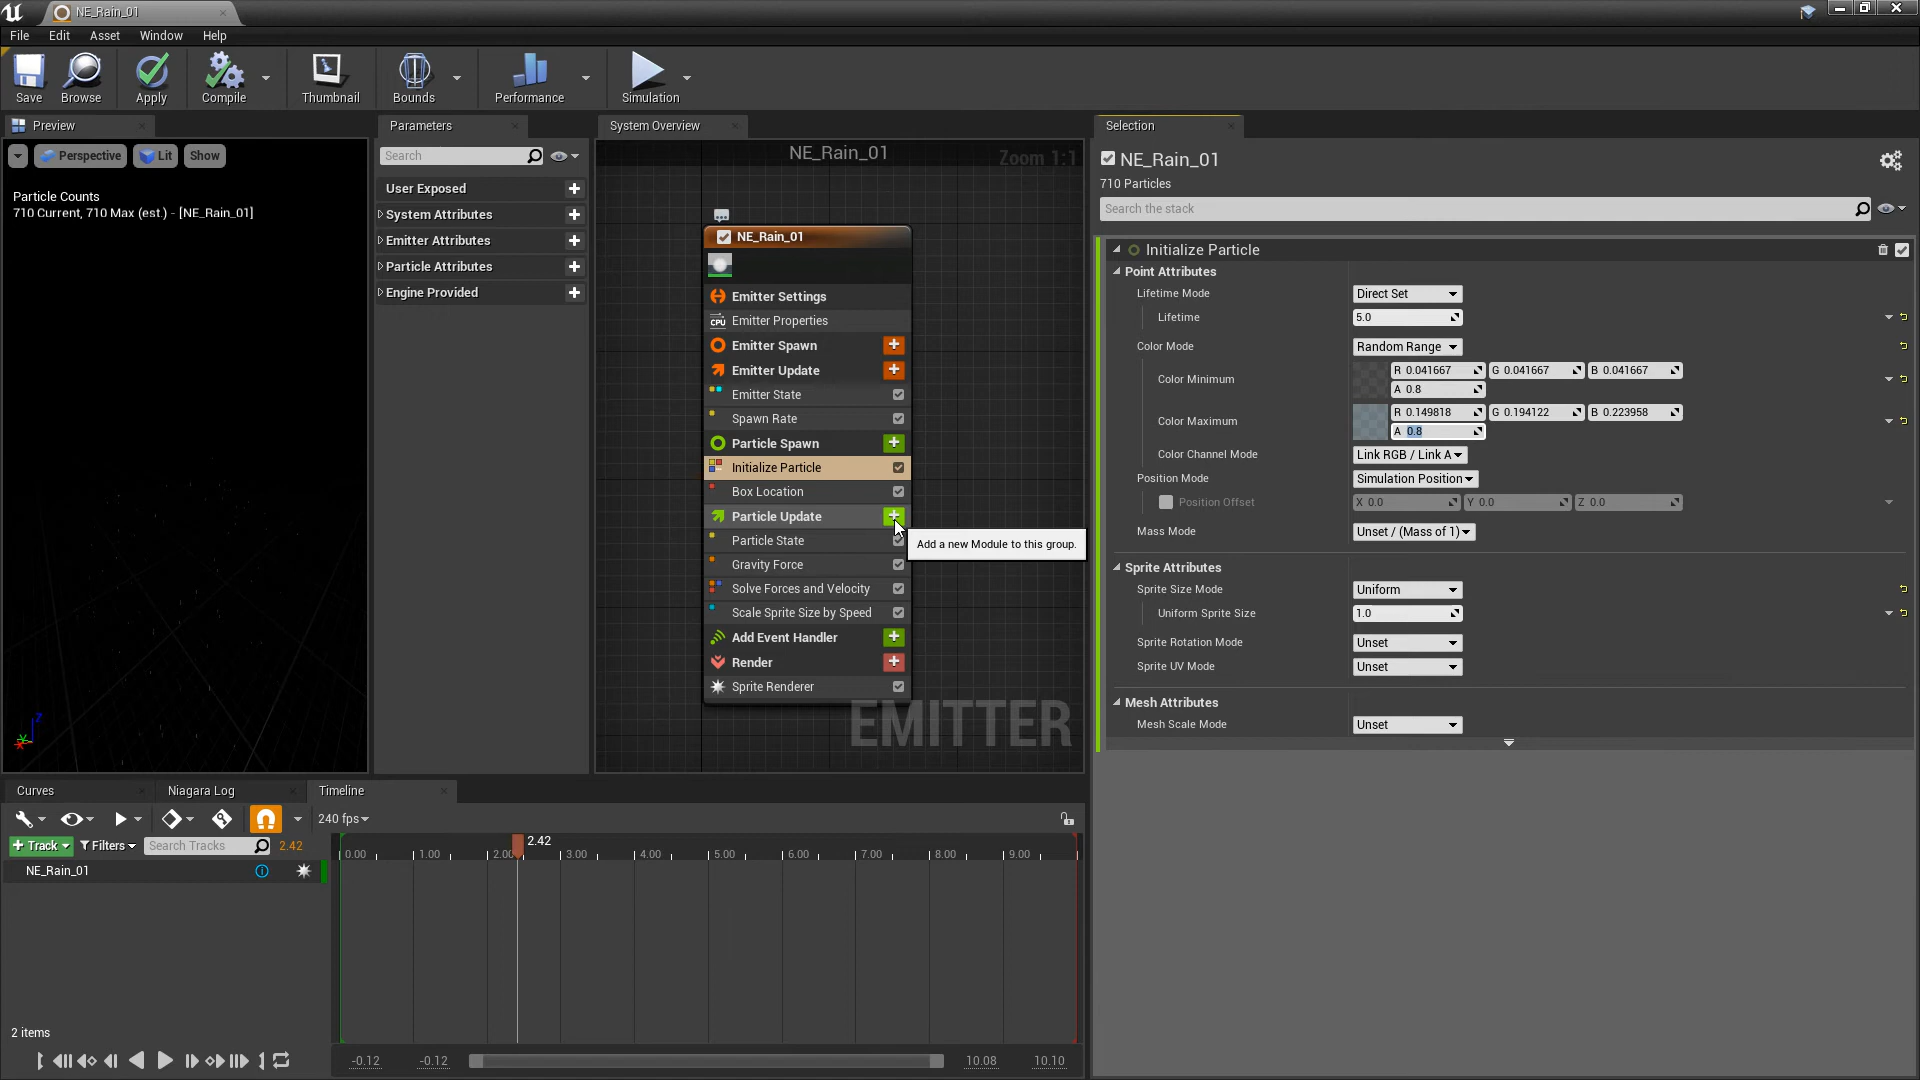 NE_Rain_01
File Edit Asset Window Help
Save Browse Apply Compile Thumbnail Bounds Performance Simulation
Preview
Perspective Lit Show
Particle Counts
710 Current, 710 Max (est.) - [NE_Rain_01]
Parameters
Search
User Exposed
System Attributes
Emitter Attributes
Particle Attributes
Engine Provided
System Overview
NE_Rain_01
Zoom 1:1
NE_Rain_01
Emitter Settings
CPU Emitter Properties
Emitter Spawn
Emitter Update
Emitter State
Spawn Rate
Particle Spawn
Initialize Particle
Box Location
Particle Update
Particle State
Gravity Force
Solve Forces and Velocity
Scale Sprite Size by Speed
Add Event Handler
Render
Sprite Renderer
EMITTER
Add a new Module to this group.
Selection
NE_Rain_01
710 Particles
Search the stack
Initialize Particle
Point Attributes
Lifetime Mode Direct Set
Lifetime 5.0
Color Mode Random Range
Color Minimum R 0.041667 G 0.041667 B 0.041667
A 0.8
Color Maximum R 0.149818 G 0.194122 B 0.223958
A 0.8
Color Channel Mode Link RGB / Link A
Position Mode Simulation Position
Position Offset X 0.0 Y 0.0 Z 0.0
Mass Mode Unset / (Mass of 1)
Sprite Attributes
Sprite Size Mode Uniform
Uniform Sprite Size 1.0
Sprite Rotation Mode Unset
Sprite UV Mode Unset
Mesh Attributes
Mesh Scale Mode Unset
Z
Curves Niagara Log Timeline
240 fps
Track Filters Search Tracks 2.42
NE_Rain_01
2.42
0.00 1.00 2.00 3.00 4.00 5.00 6.00 7.00 8.00 9.00
2 items
-0.12 -0.12 10.08 10.10